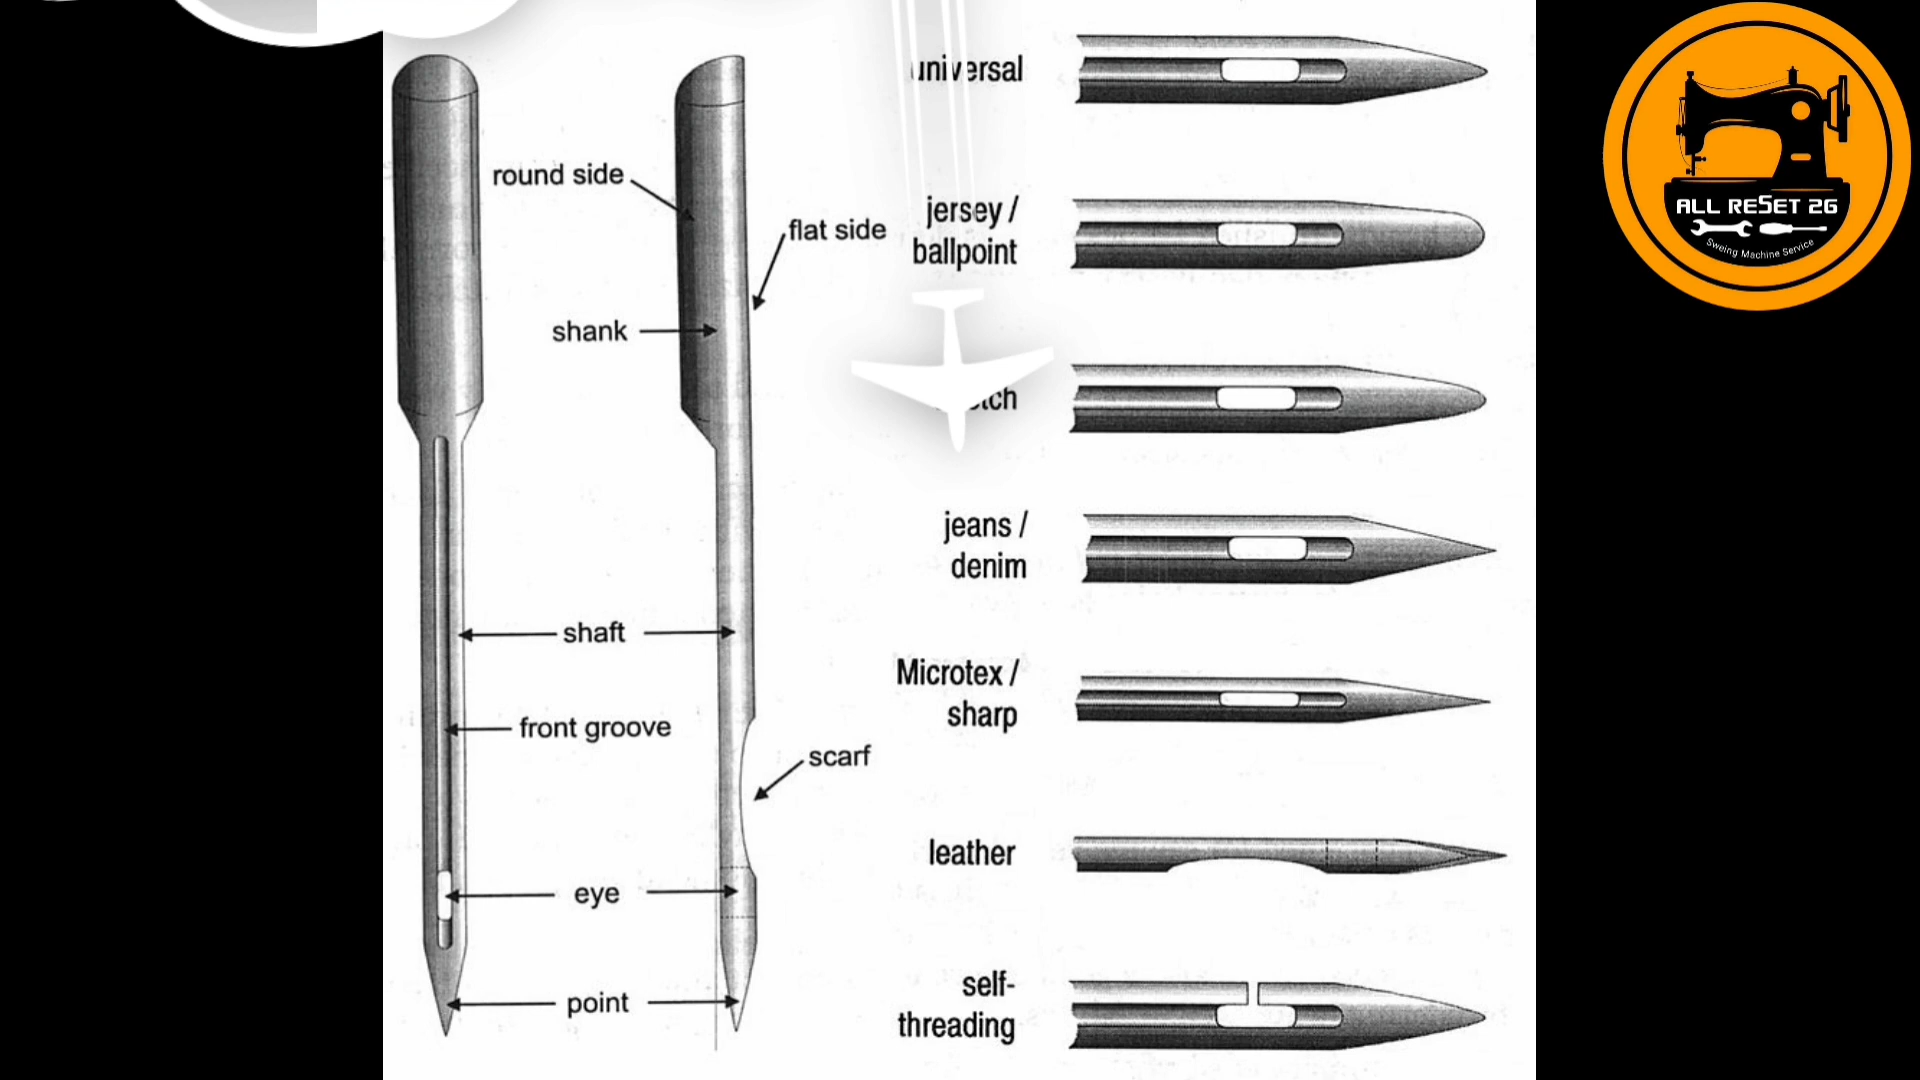 round side
flat side
shank
shaft
front groove
scarf
eye
point
universal
jersey /
ballpoint
jeans /
denim
Microtex /
sharp
leather
self-
threading
ALL RESET 2G
Sweing Machine Service